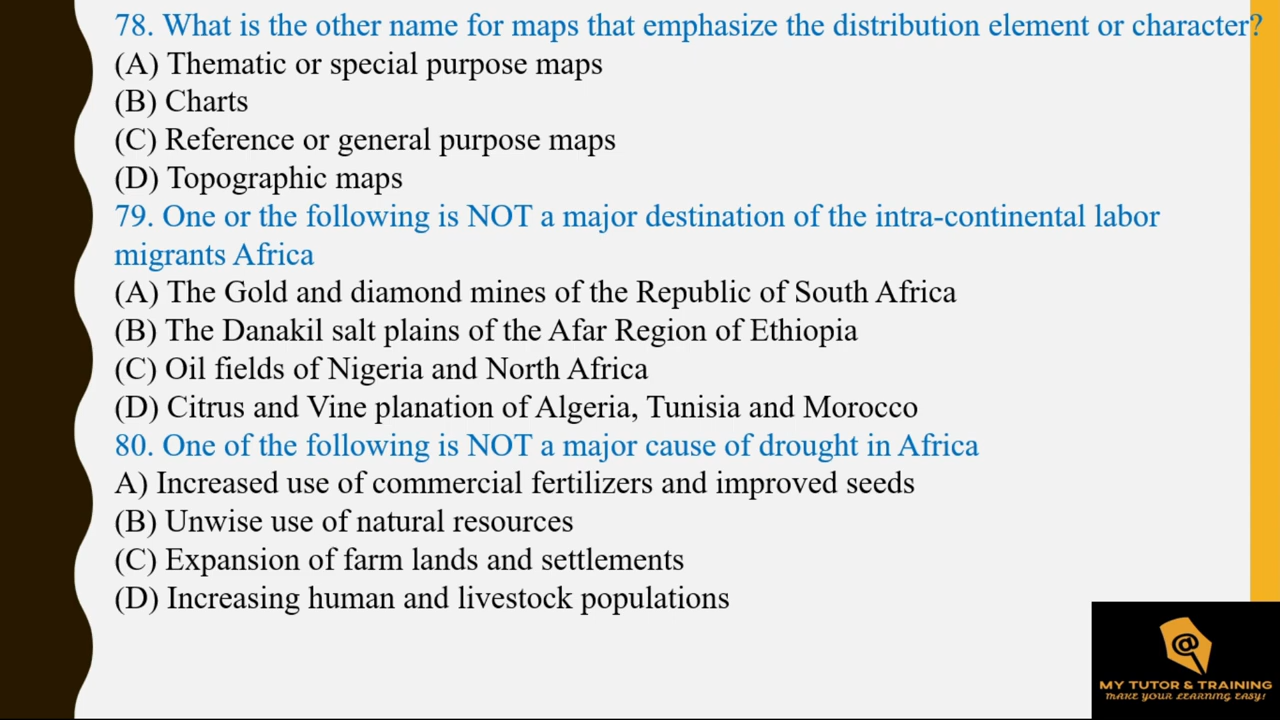 78. What is the other name for maps that emphasize the distribution element or character?
(A) Thematic or special purpose maps
(B) Charts
(C) Reference or general purpose maps
(D) Topographic maps
79. One or the following is NOT a major destination of the intra-continental labor
migrants Africa
(A) The Gold and diamond mines of the Republic of South Africa
(B) The Danakil salt plains of the Afar Region of Ethiopia
(C) Oil fields of Nigeria and North Africa
(D) Citrus and Vine planation of Algeria, Tunisia and Morocco
80. One of the following is NOT a major cause of drought in Africa
A) Increased use of commercial fertilizers and improved seeds
(B) Unwise use of natural resources
(C) Expansion of farm lands and settlements
(D) Increasing human and livestock populations
@
MY TUTOR & TRAINING
MAKE YOUR LEARNING EASY!